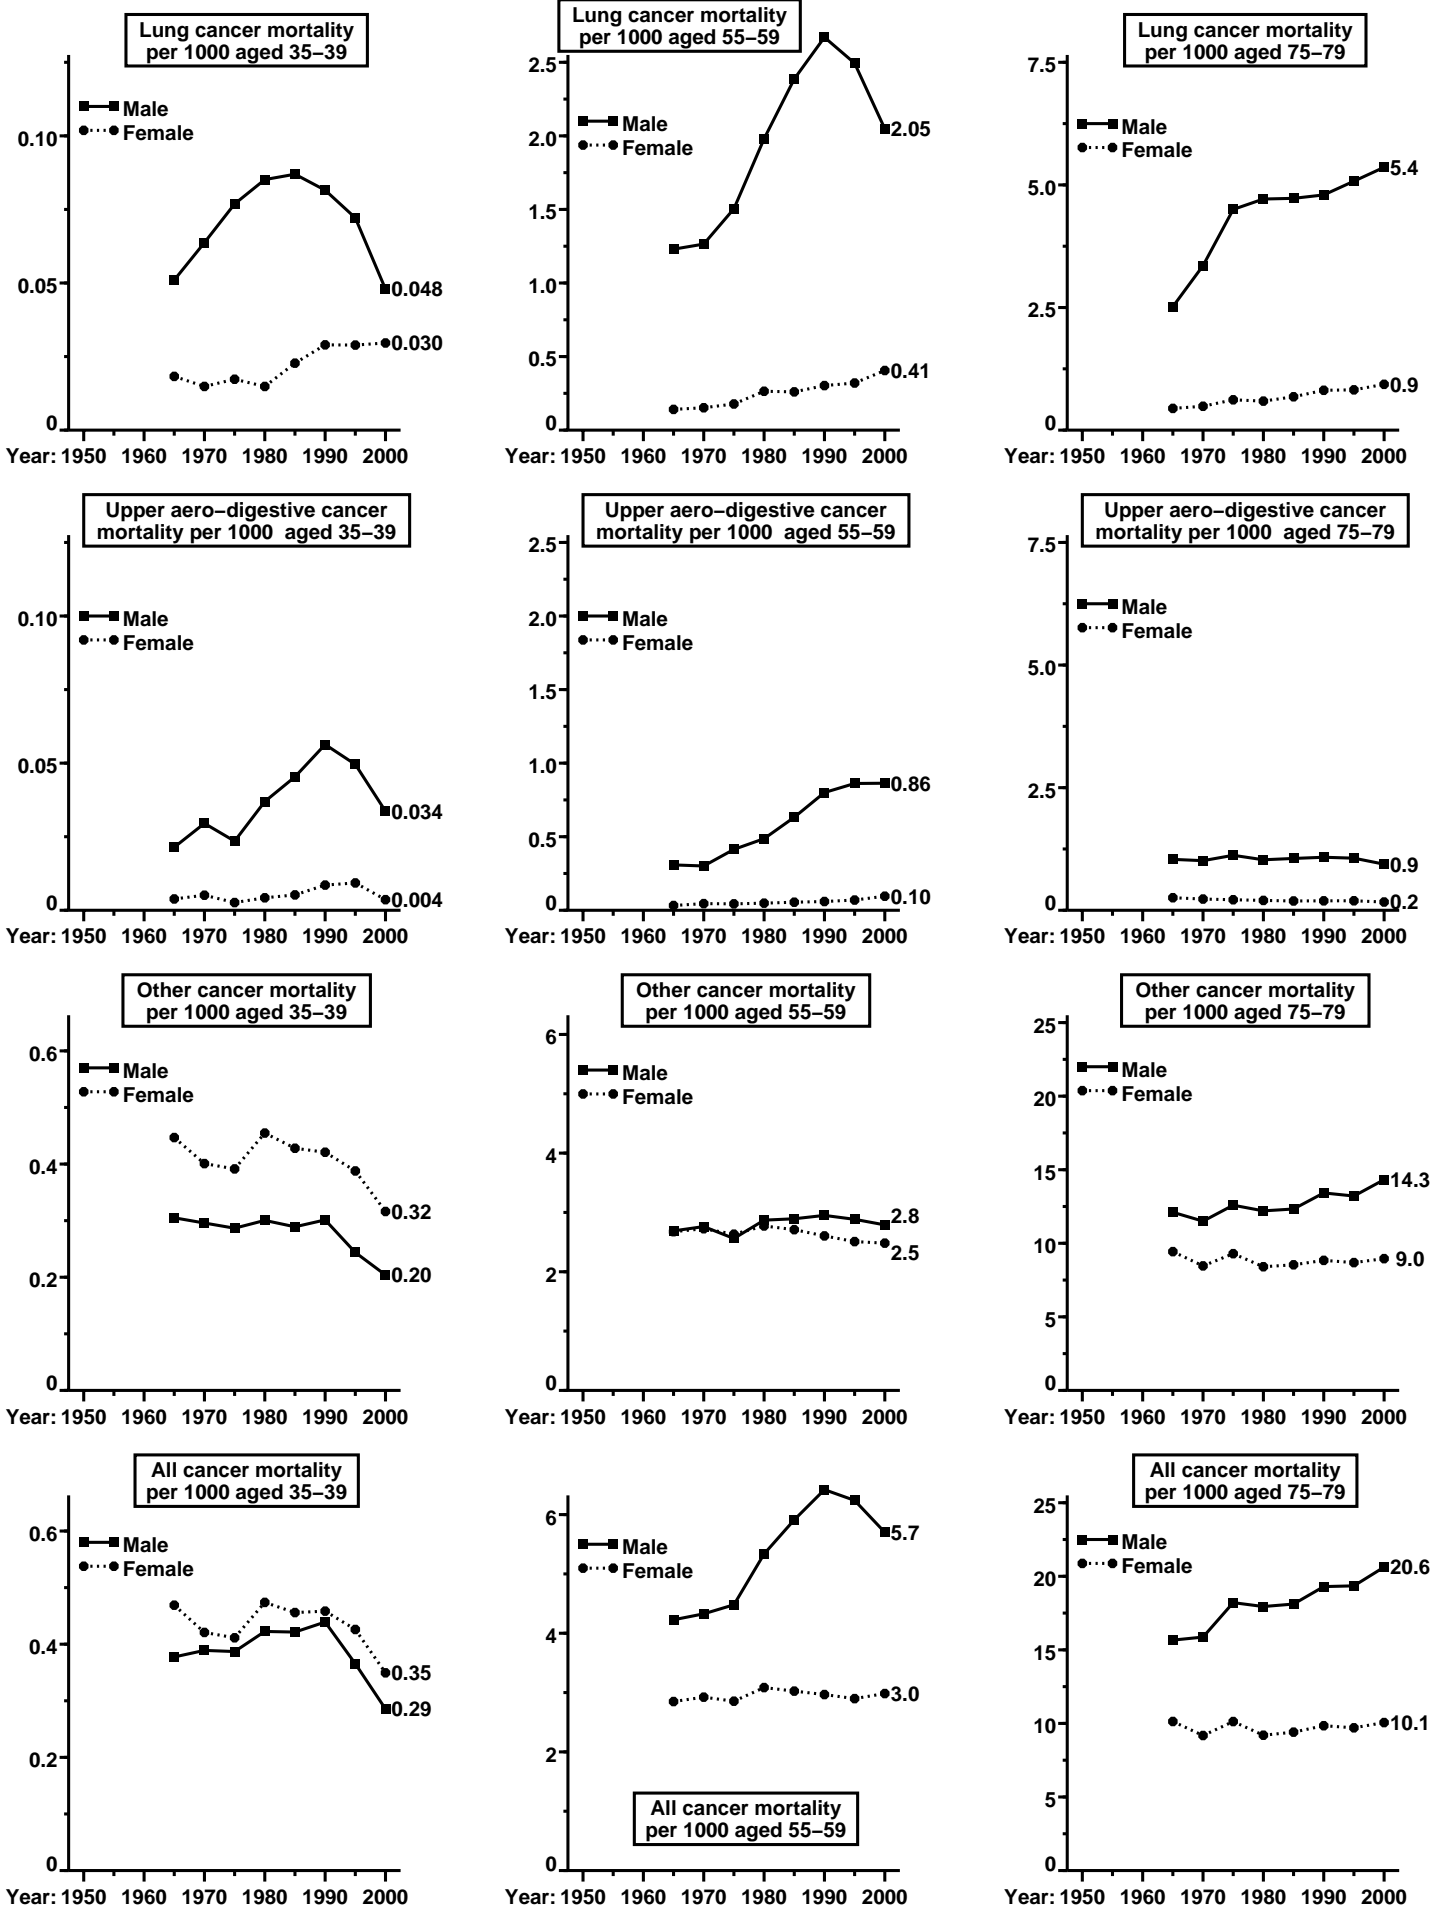 Lung cancer mortality
per 1000 aged 35–39
Male
Female
0.10
0.05
0
0.048
0.030
Year: 1950 1960 1970 1980 1990 2000
Lung cancer mortality
per 1000 aged 55–59
2.5
Male
Female
2.0
1.5
1.0
0.5
0
2.05
0.41
Year: 1950 1960 1970 1980 1990 2000
Lung cancer mortality
per 1000 aged 75–79
7.5
Male
Female
5.0
2.5
0
5.4
0.9
Year: 1950 1960 1970 1980 1990 2000
Upper aero–digestive cancer
mortality per 1000 aged 35–39
0.10
Male
Female
0.05
0
0.034
0.004
Year: 1950 1960 1970 1980 1990 2000
Upper aero–digestive cancer
mortality per 1000 aged 55–59
2.5
2.0
Male
Female
1.5
1.0
0.5
0
0.86
0.10
Year: 1950 1960 1970 1980 1990 2000
Upper aero–digestive cancer
mortality per 1000 aged 75–79
7.5
Male
Female
5.0
2.5
0
0.9
0.2
Year: 1950 1960 1970 1980 1990 2000
Other cancer mortality
per 1000 aged 35–39
0.6
Male
Female
0.4
0.2
0
0.32
0.20
Year: 1950 1960 1970 1980 1990 2000
Other cancer mortality
per 1000 aged 55–59
6
Male
Female
4
2
0
2.8
2.5
Year: 1950 1960 1970 1980 1990 2000
Other cancer mortality
per 1000 aged 75–79
25
Male
Female
20
15
10
5
0
14.3
9.0
Year: 1950 1960 1970 1980 1990 2000
All cancer mortality
per 1000 aged 35–39
0.6
Male
Female
0.4
0.2
0
0.35
0.29
Year: 1950 1960 1970 1980 1990 2000
6
Male
Female
4
2
0
5.7
3.0
All cancer mortality
per 1000 aged 55–59
Year: 1950 1960 1970 1980 1990 2000
All cancer mortality
per 1000 aged 75–79
25
Male
Female
20
15
10
5
0
20.6
10.1
Year: 1950 1960 1970 1980 1990 2000